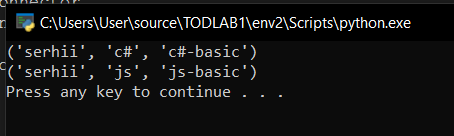 C:\Users\User\source\TODLAB1\env2\Scripts\python.exe
('serhii', 'c#', 'c#-basic')
('serhii', 'js', 'js-basic')
Press any key to continue . . .